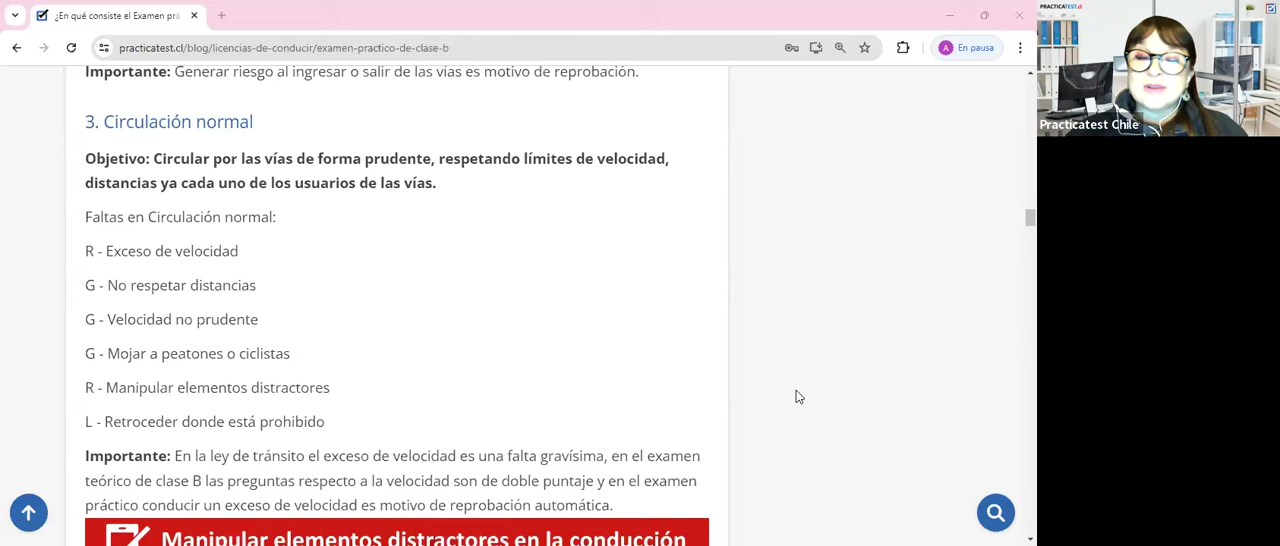 ¿En qué consiste el Examen pra
practicatest.cl/blog/licencias-de-conducir/examen-practico-de-clase-b
A
En pausa
PRACTICATEST.cl
Practicatest Chile
Importante: Generar riesgo al ingresar o salir de las vías es motivo de reprobación.
3. Circulación normal
Objetivo: Circular por las vías de forma prudente, respetando límites de velocidad,
distancias ya cada uno de los usuarios de las vías.
Faltas en Circulación normal:
R - Exceso de velocidad
G - No respetar distancias
G - Velocidad no prudente
G - Mojar a peatones o ciclistas
R - Manipular elementos distractores
L - Retroceder donde está prohibido
Importante: En la ley de tránsito el exceso de velocidad es una falta gravísima, en el examen
teórico de clase B las preguntas respecto a la velocidad son de doble puntaje y en el examen
práctico conducir un exceso de velocidad es motivo de reprobación automática.
Manipular elementos distractores en la conducción